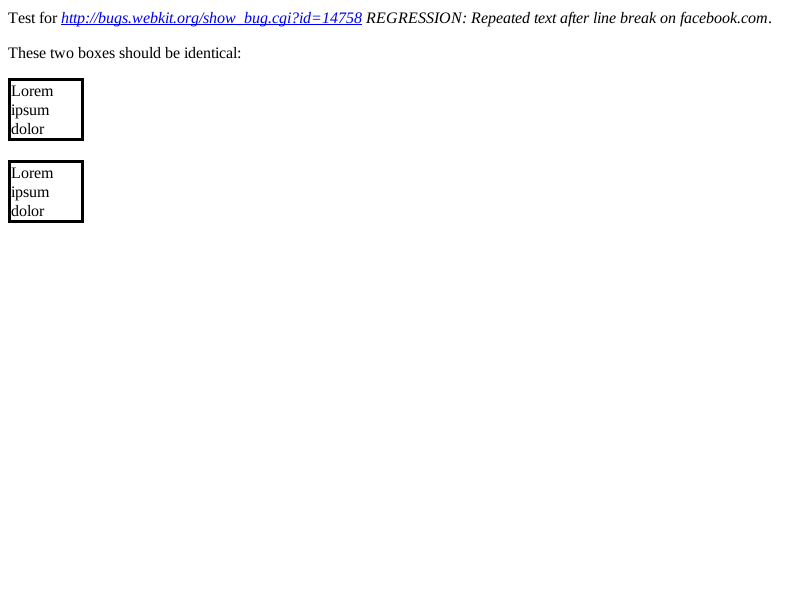 Test for http://bugs.webkit.org/show_bug.cgi?id=14758 REGRESSION: Repeated text after line break on facebook.com.
These two boxes should be identical:
Lorem
ipsum
dolor
Lorem
ipsum
dolor